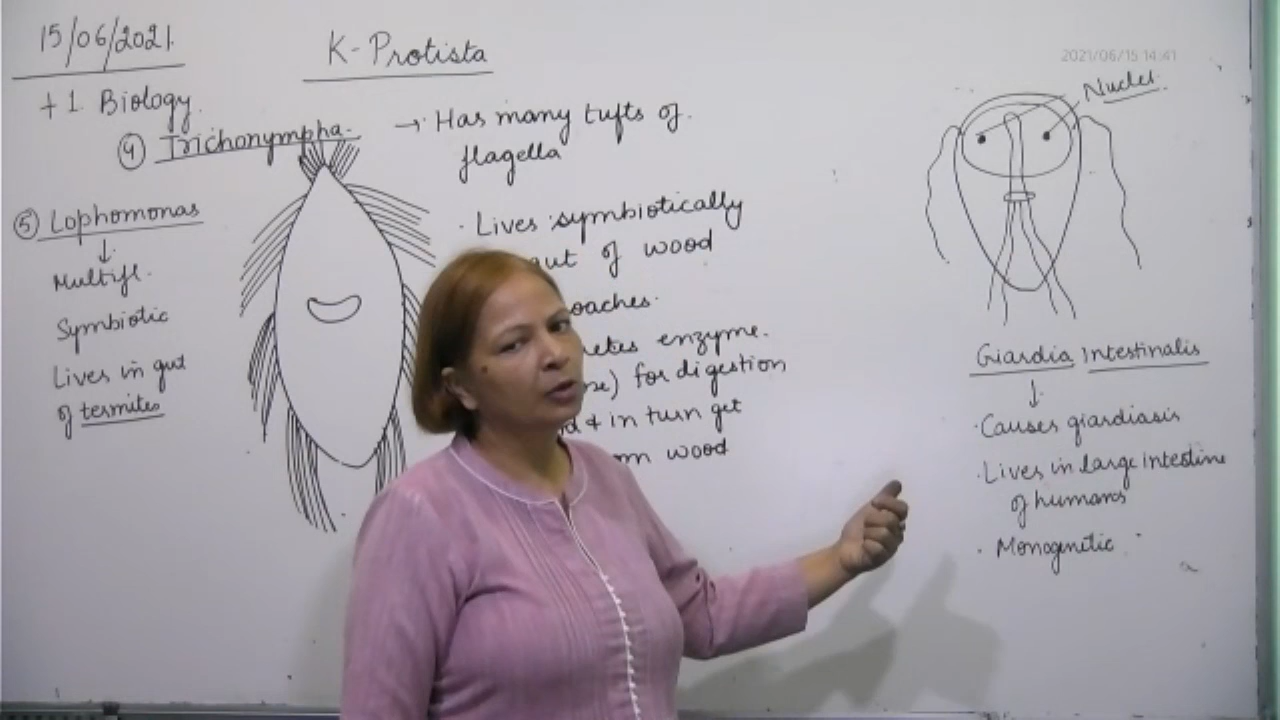 15/06/2021
K-Protista
2021/06/15 14:41
+1 Biology
④ Trichonympha
→ Has many tufts of
flagella
Nuclei
⑤ Lophomonas
↓
Multifl.
Symbiotic
Lives in gut
of termites
· Lives symbiotically
gut of wood
enzyme.
for digestion
& in turn get
wood
Giardia intestinalis
↓
· Causes giardiasis
· Lives in large intestine
of humans
· Monogenetic